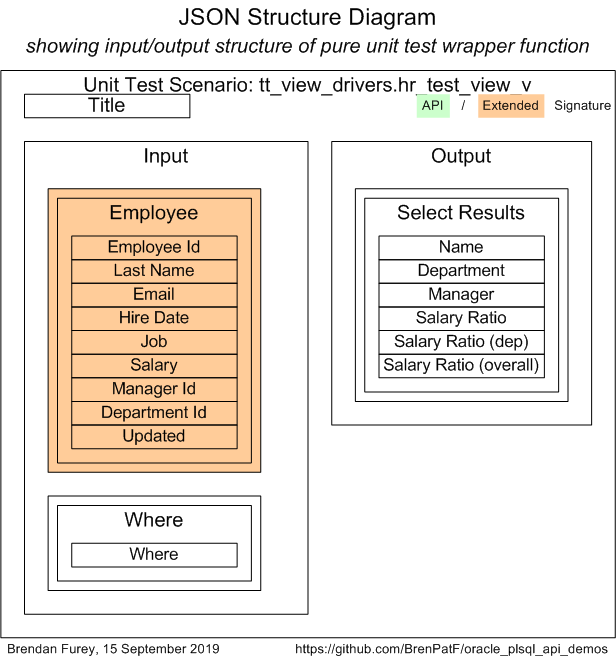 JSON Structure Diagram
showing input/output structure of pure unit test wrapper function
Unit Test Scenario: tt_view_drivers.hr_test_view_v
Title
API / Extended Signature
Input
Employee
Employee Id
Last Name
Email
Hire Date
Job
Salary
Manager Id
Department Id
Updated
Where
Where
Output
Select Results
Name
Department
Manager
Salary Ratio
Salary Ratio (dep)
Salary Ratio (overall)
Brendan Furey, 15 September 2019
https://github.com/BrenPatF/oracle_plsql_api_demos